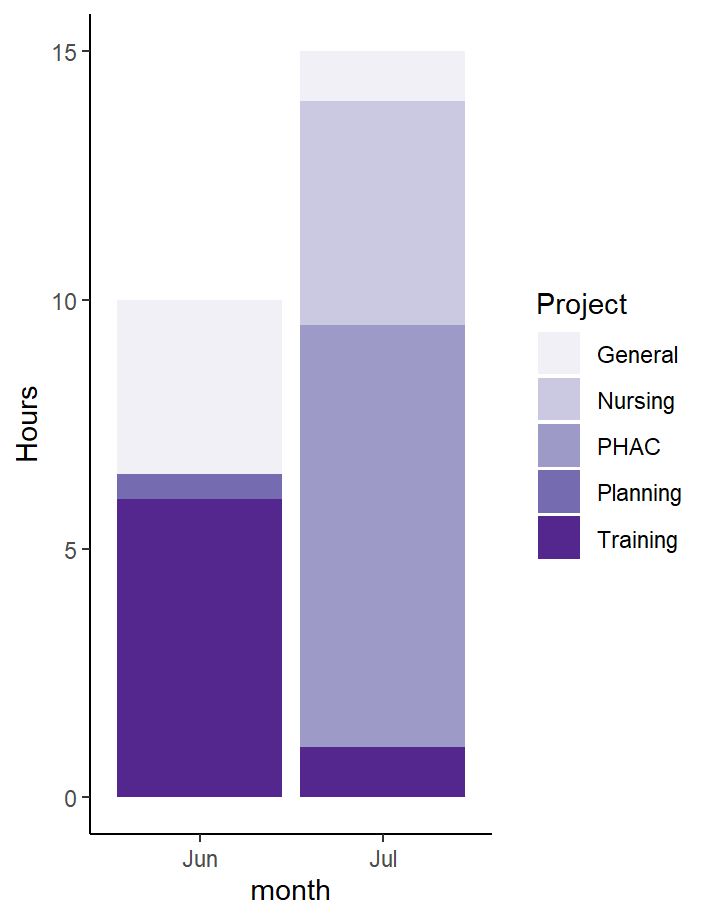 15
10
5
0
Hours
Jun
Jul
month
Project
General
Nursing
PHAC
Planning
Training